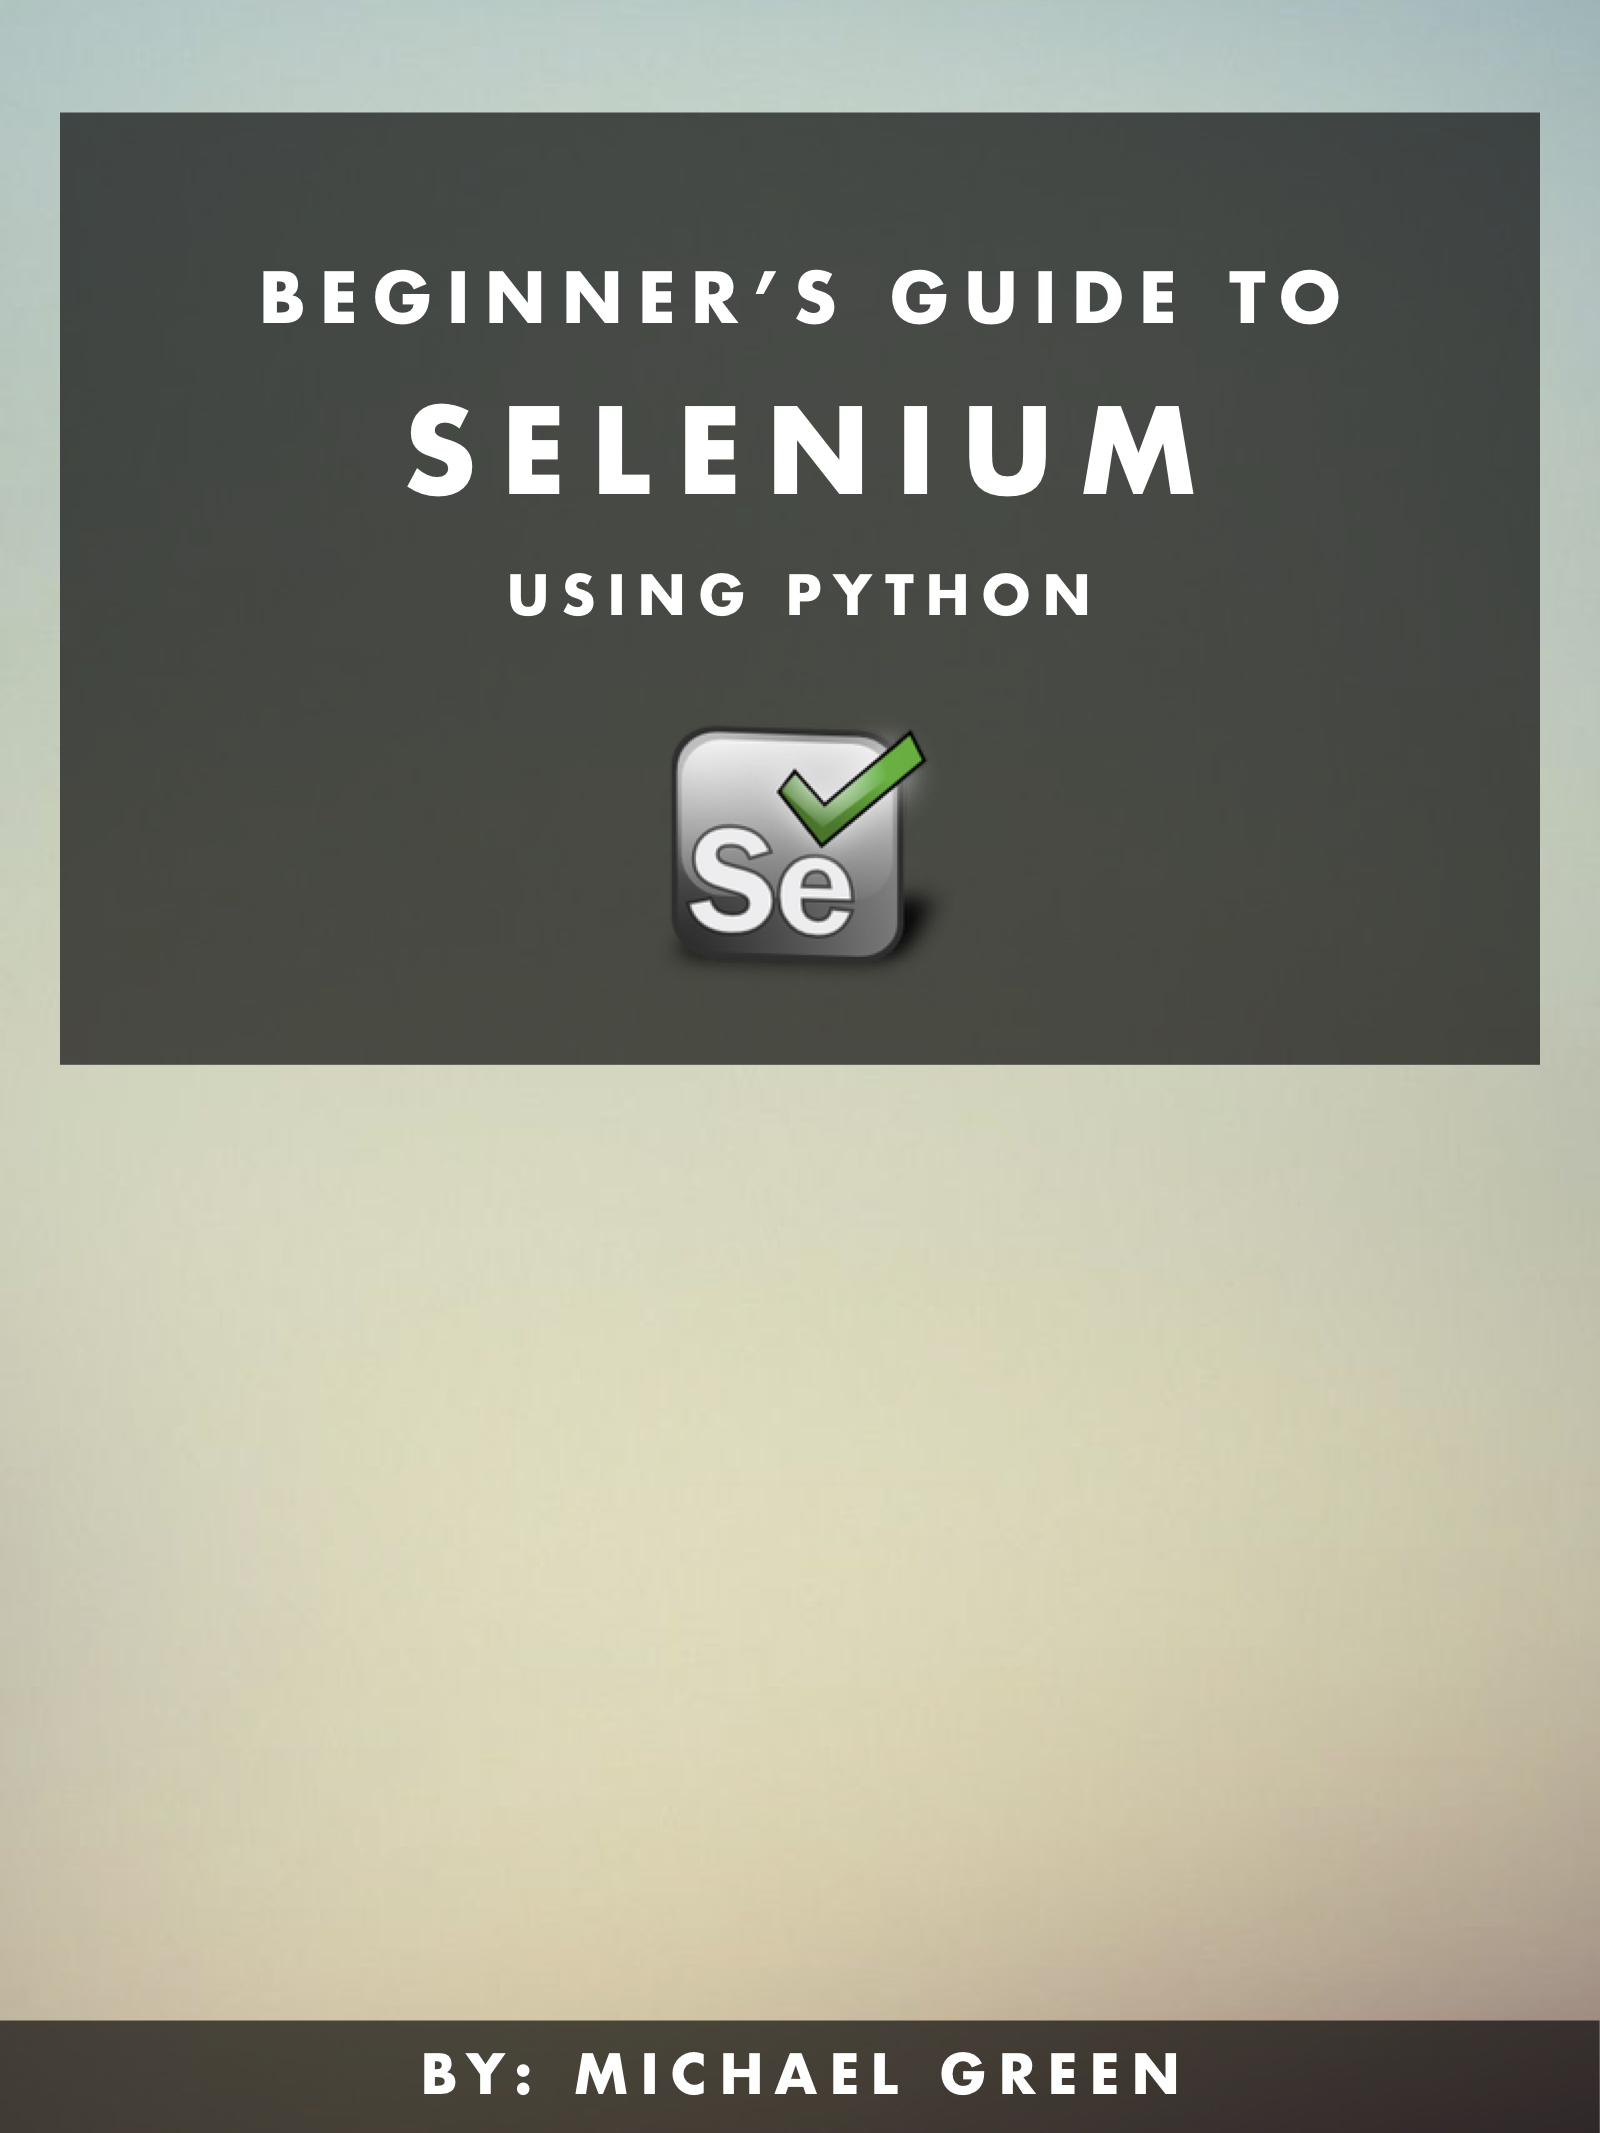 BEGINNER’S GUIDE TO
SELENIUM
USING PYTHON
Se
BY: MICHAEL GREEN